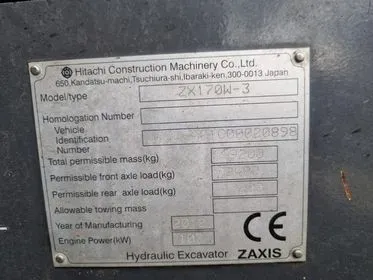 Hitachi Construction Machinery Co., Ltd.
650, Kandatsu-machi, Tsuchiura-shi, Ibaraki-ken, 300-0013 Japan
Model/type ZX170W-3
Homologation Number
Vehicle
Identification 00020898
Number
Total permissible mass(kg)
Permissible front axle load(kg)
Permissible rear axle load(kg)
Allowable towing mass
Year of Manufacturing
Engine Power(kW)
CE
Hydraulic Excavator ZAXIS